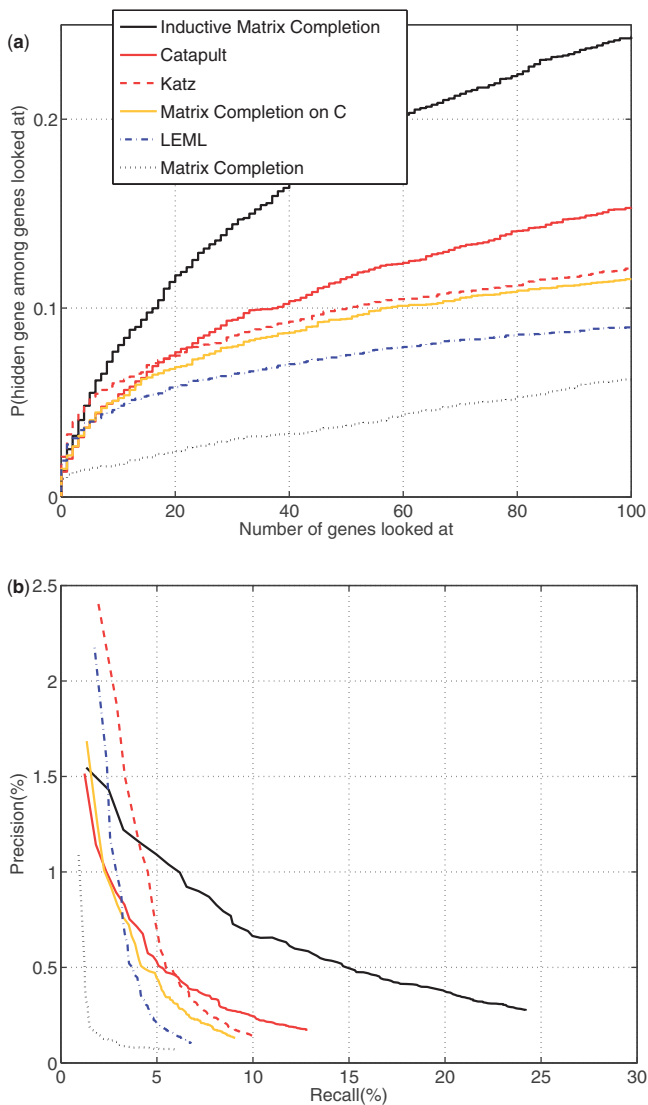 (a)
Inductive Matrix Completion
Catapult
Katz
Matrix Completion on C
LEML
Matrix Completion
P(hidden gene among genes looked at)
0.2
0.1
0
0 20 40 60 80 100
Number of genes looked at
(b)
2.5
2
1.5
1
0.5
0
Precision(%)
0 5 10 15 20 25 30
Recall(%)